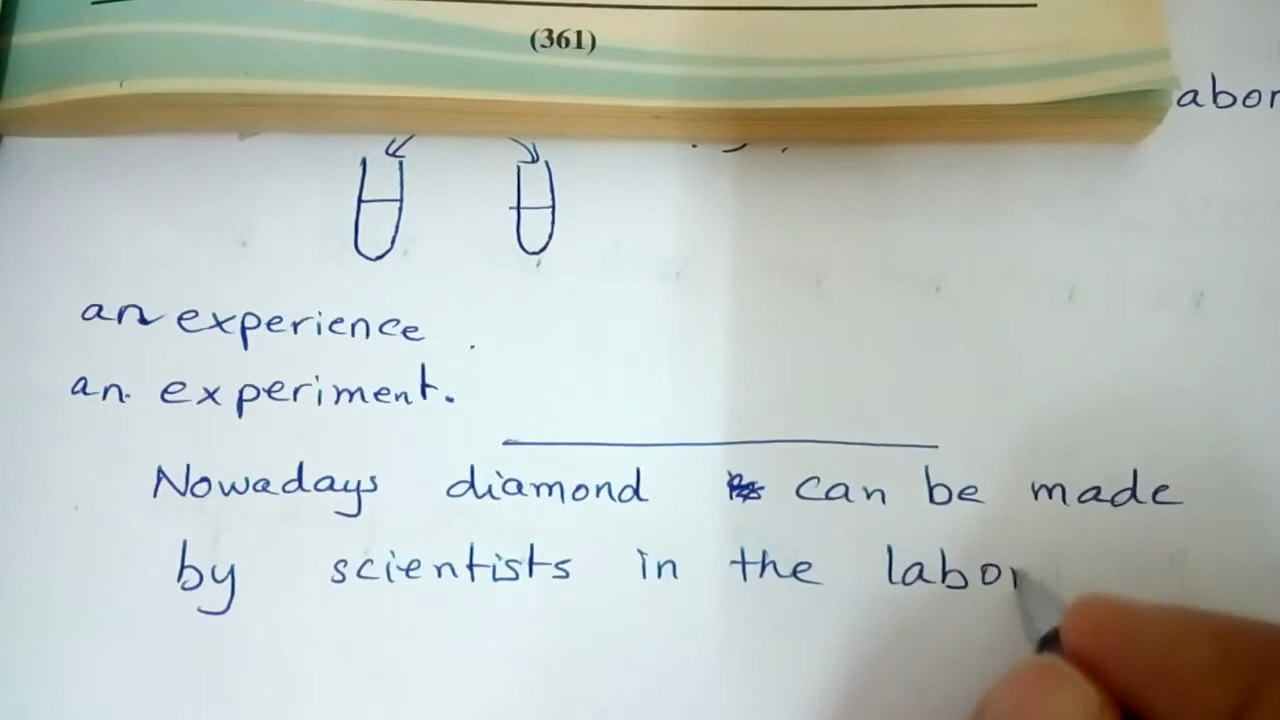 (361)
abor
an experience
an experiment.
Nowadays diamond can be made
by scientists in the labor